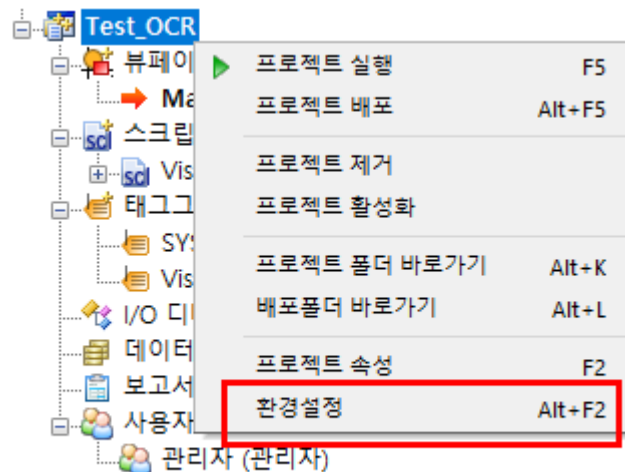 Test_OCR
뷰페이
프로젝트 실행 F5
Ma
프로젝트 배포 Alt+F5
스크립
Vis
프로젝트 제거
태그그
프로젝트 활성화
SYS
Vis
프로젝트 폴더 바로가기 Alt+K
I/O 디
배포폴더 바로가기 Alt+L
데이터
프로젝트 속성 F2
보고서
환경설정 Alt+F2
사용자
관리자 (관리자)